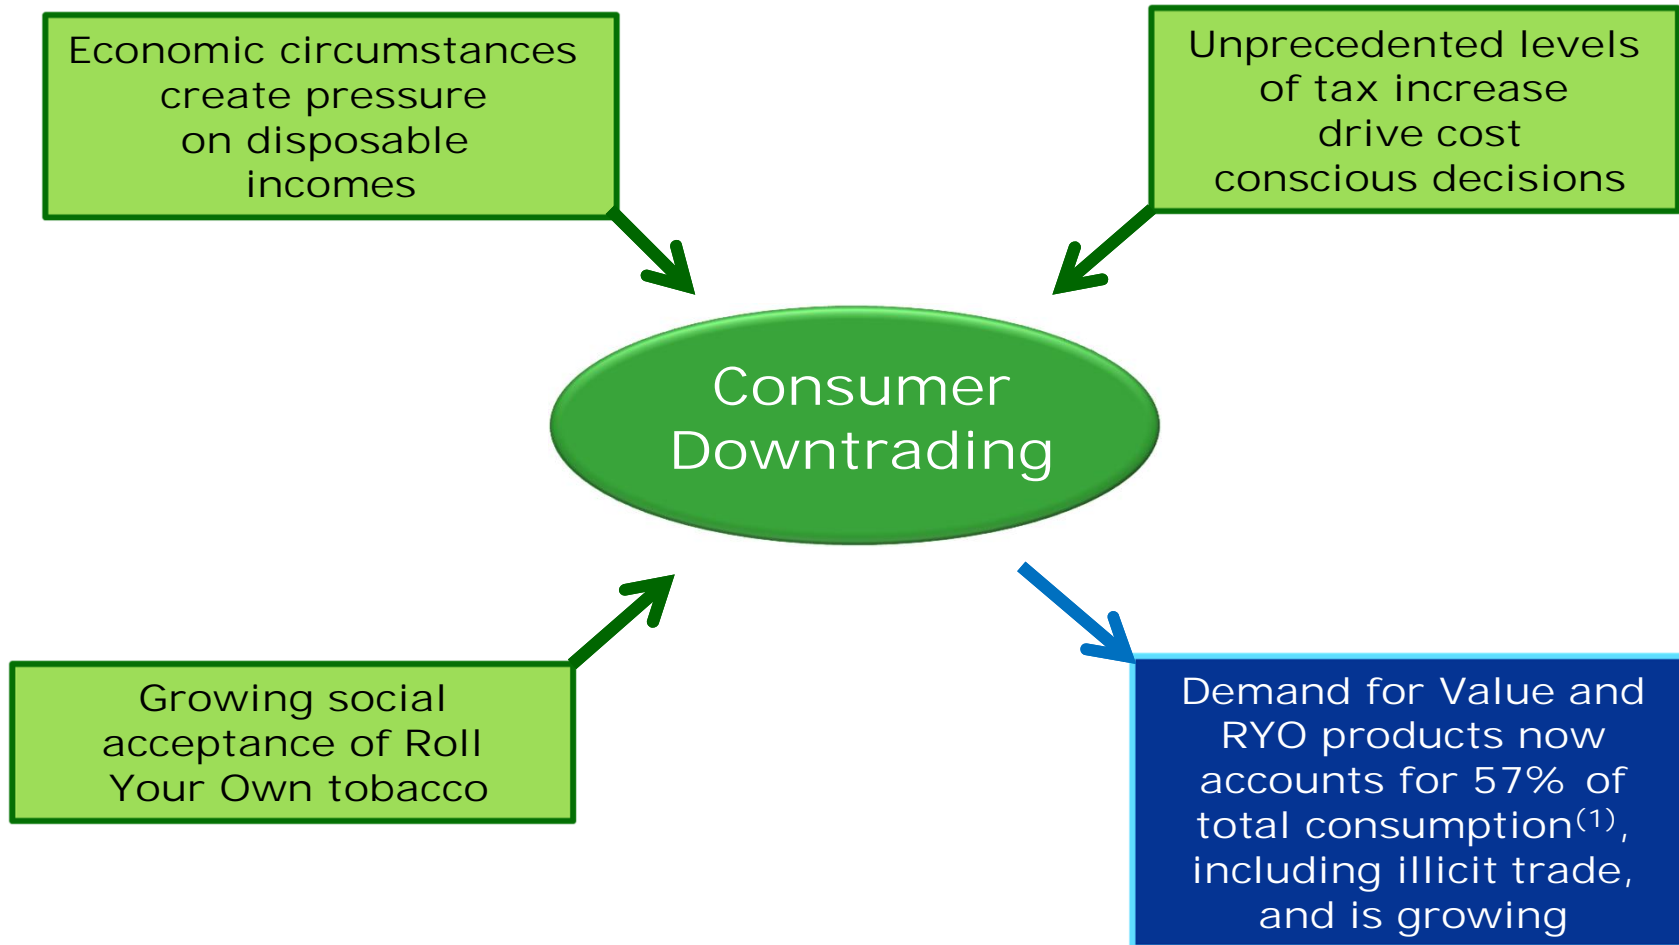 Economic circumstances
create pressure
on disposable
incomes
Unprecedented levels
of tax increase
drive cost
conscious decisions
Consumer
Downtrading
Growing social
acceptance of Roll
Your Own tobacco
Demand for Value and
RYO products now
accounts for 57% of
total consumption(1),
including illicit trade,
and is growing